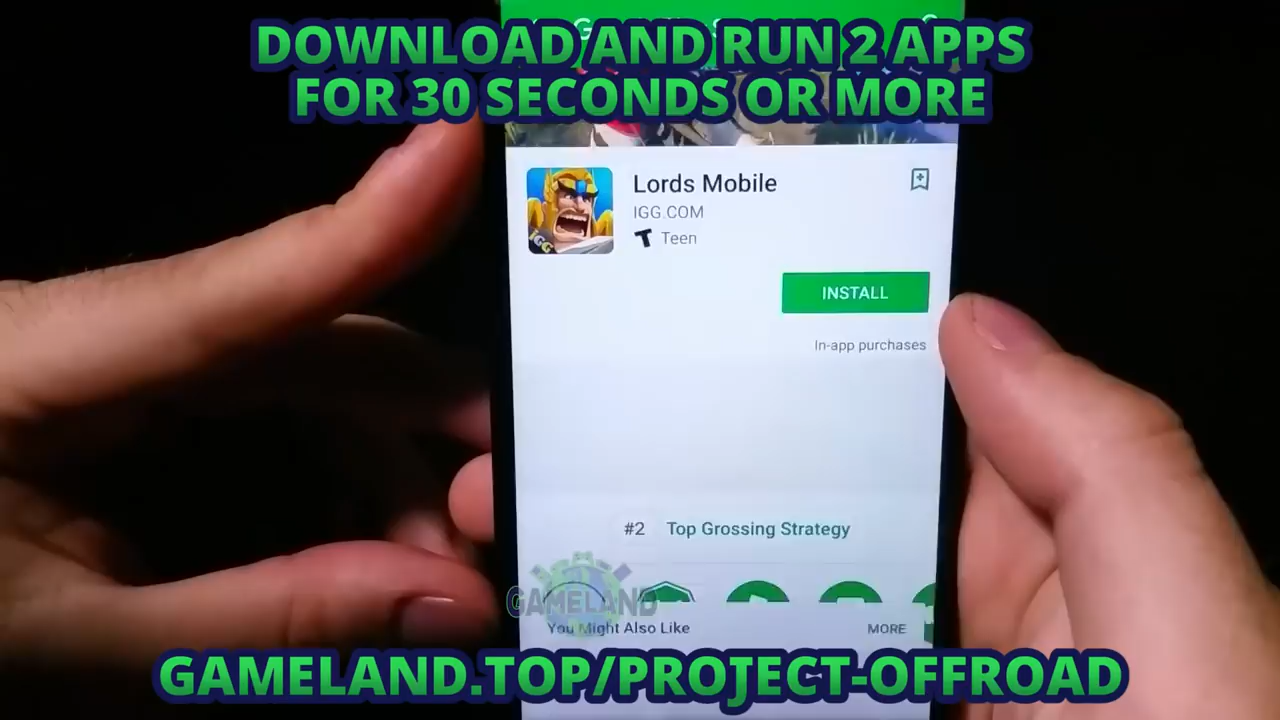 DOWNLOAD AND RUN 2 APPS
FOR 30 SECONDS OR MORE
Lords Mobile
IGG.COM
IGG
T Teen
INSTALL
In-app purchases
#2 Top Grossing Strategy
GAMELAND
You Might Also Like
MORE
GAMELAND.TOP/PROJECT-OFFROAD